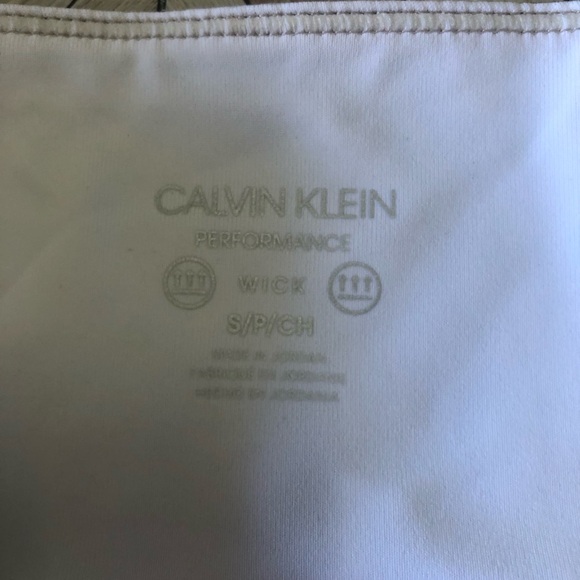 CALVIN KLEIN
PERFORMANCE
WICK
S/P/CH
MADE IN JORDAN
FABRIQUÉ EN JORDANIE
HECHO EN JORDANIA